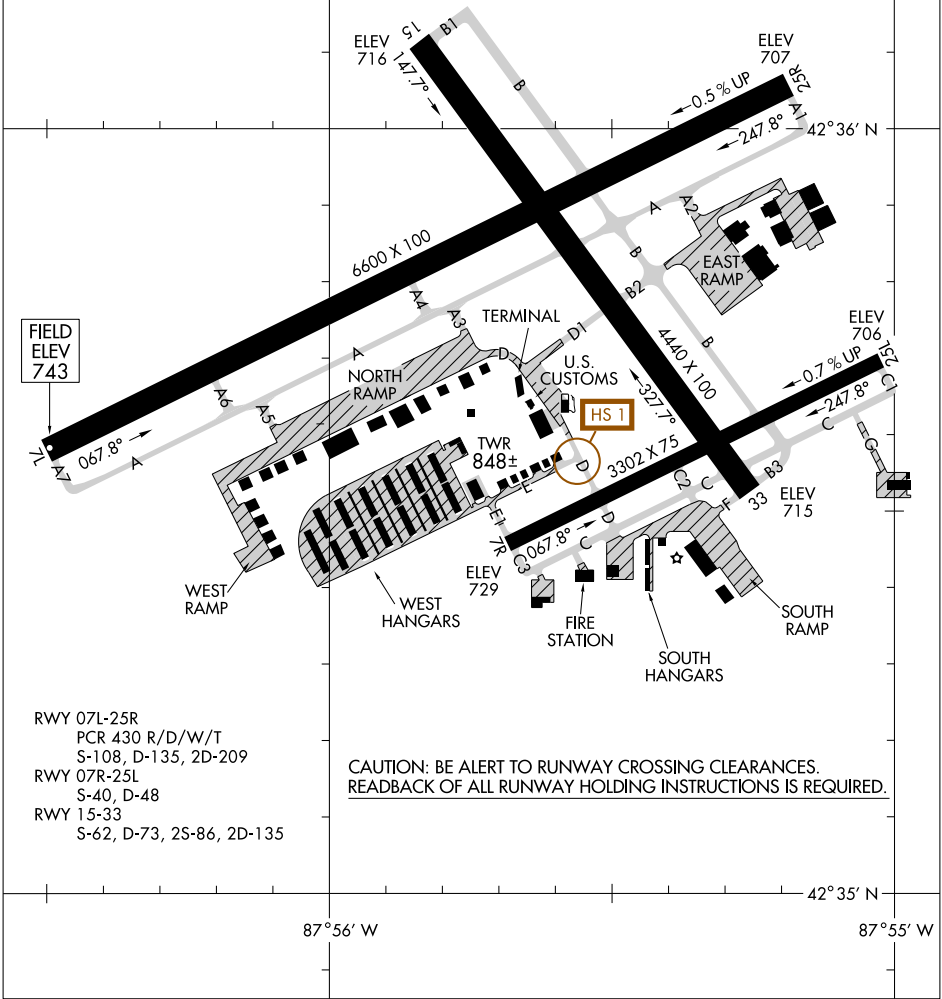 15
B1
ELEV
716
147.7°
B
ELEV
707
25R
0.5 % UP
247.8°
A1
42°36' N
A
A2
B
EAST
RAMP
6600 X 100
A4
A3
B2
TERMINAL
D1
D
FIELD
ELEV
743
A
NORTH
RAMP
U.S.
CUSTOMS
4440 X 100
B
ELEV
706
25L
0.7 % UP
247.8°
C1
327.7°
HS 1
A6
A5
7L
A7
067.8°
A
TWR
848±
D
3302 X 75
C
G
C2
C
B3
E
E1
F
33
ELEV
715
7R
067.8°
D
C
C3
ELEV
729
WEST
RAMP
WEST
HANGARS
FIRE
STATION
SOUTH
HANGARS
SOUTH
RAMP
RWY 07L-25R
PCR 430 R/D/W/T
S-108, D-135, 2D-209
RWY 07R-25L
S-40, D-48
RWY 15-33
S-62, D-73, 2S-86, 2D-135
CAUTION: BE ALERT TO RUNWAY CROSSING CLEARANCES.
READBACK OF ALL RUNWAY HOLDING INSTRUCTIONS IS REQUIRED.
42°35' N
87°56' W
87°55' W